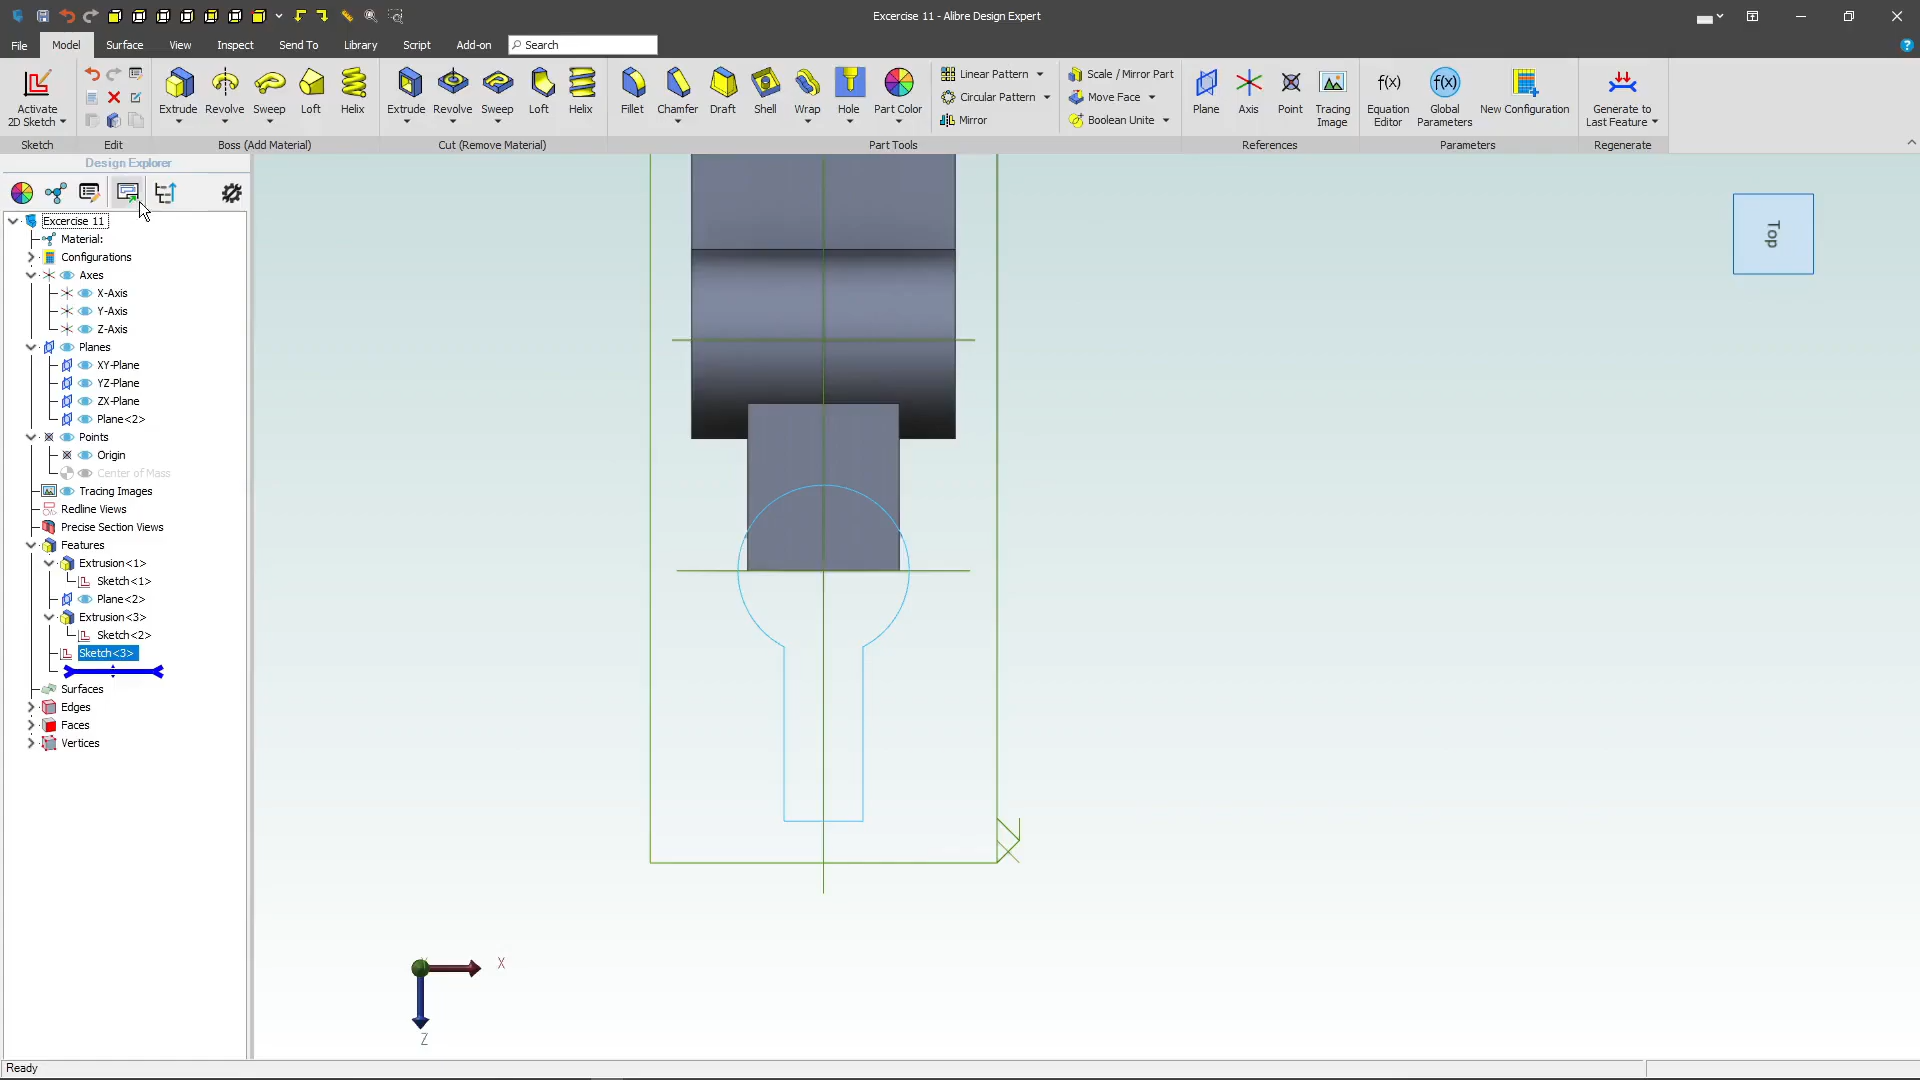 Excercise 11 - Alibre Design Expert
File Model Surface View Inspect Send To Library Script Add-on Search
Activate
2D Sketch
Extrude Revolve Sweep Loft Helix
Extrude Revolve Sweep Loft Helix
Fillet Chamfer Draft Shell Wrap Hole Part Color
Linear Pattern
Circular Pattern
Mirror
Scale / Mirror Part
Move Face
Boolean Unite
Plane Axis Point Tracing
Image
f(x) Equation
Editor
f(x) Global
Parameters
New Configuration
Generate to
Last Feature
Sketch Edit Boss (Add Material) Cut (Remove Material) Part Tools References Parameters Regenerate
Design Explorer
Excercise 11
Material:
Configurations
Axes
X-Axis
Y-Axis
Z-Axis
Planes
XY-Plane
YZ-Plane
ZX-Plane
Plane<2>
Points
Origin
Center of Mass
Tracing Images
Redline Views
Precise Section Views
Features
Extrusion<1>
Sketch<1>
Plane<2>
Extrusion<3>
Sketch<2>
Sketch<3>
Surfaces
Edges
Faces
Vertices
Top
X
Z
Ready